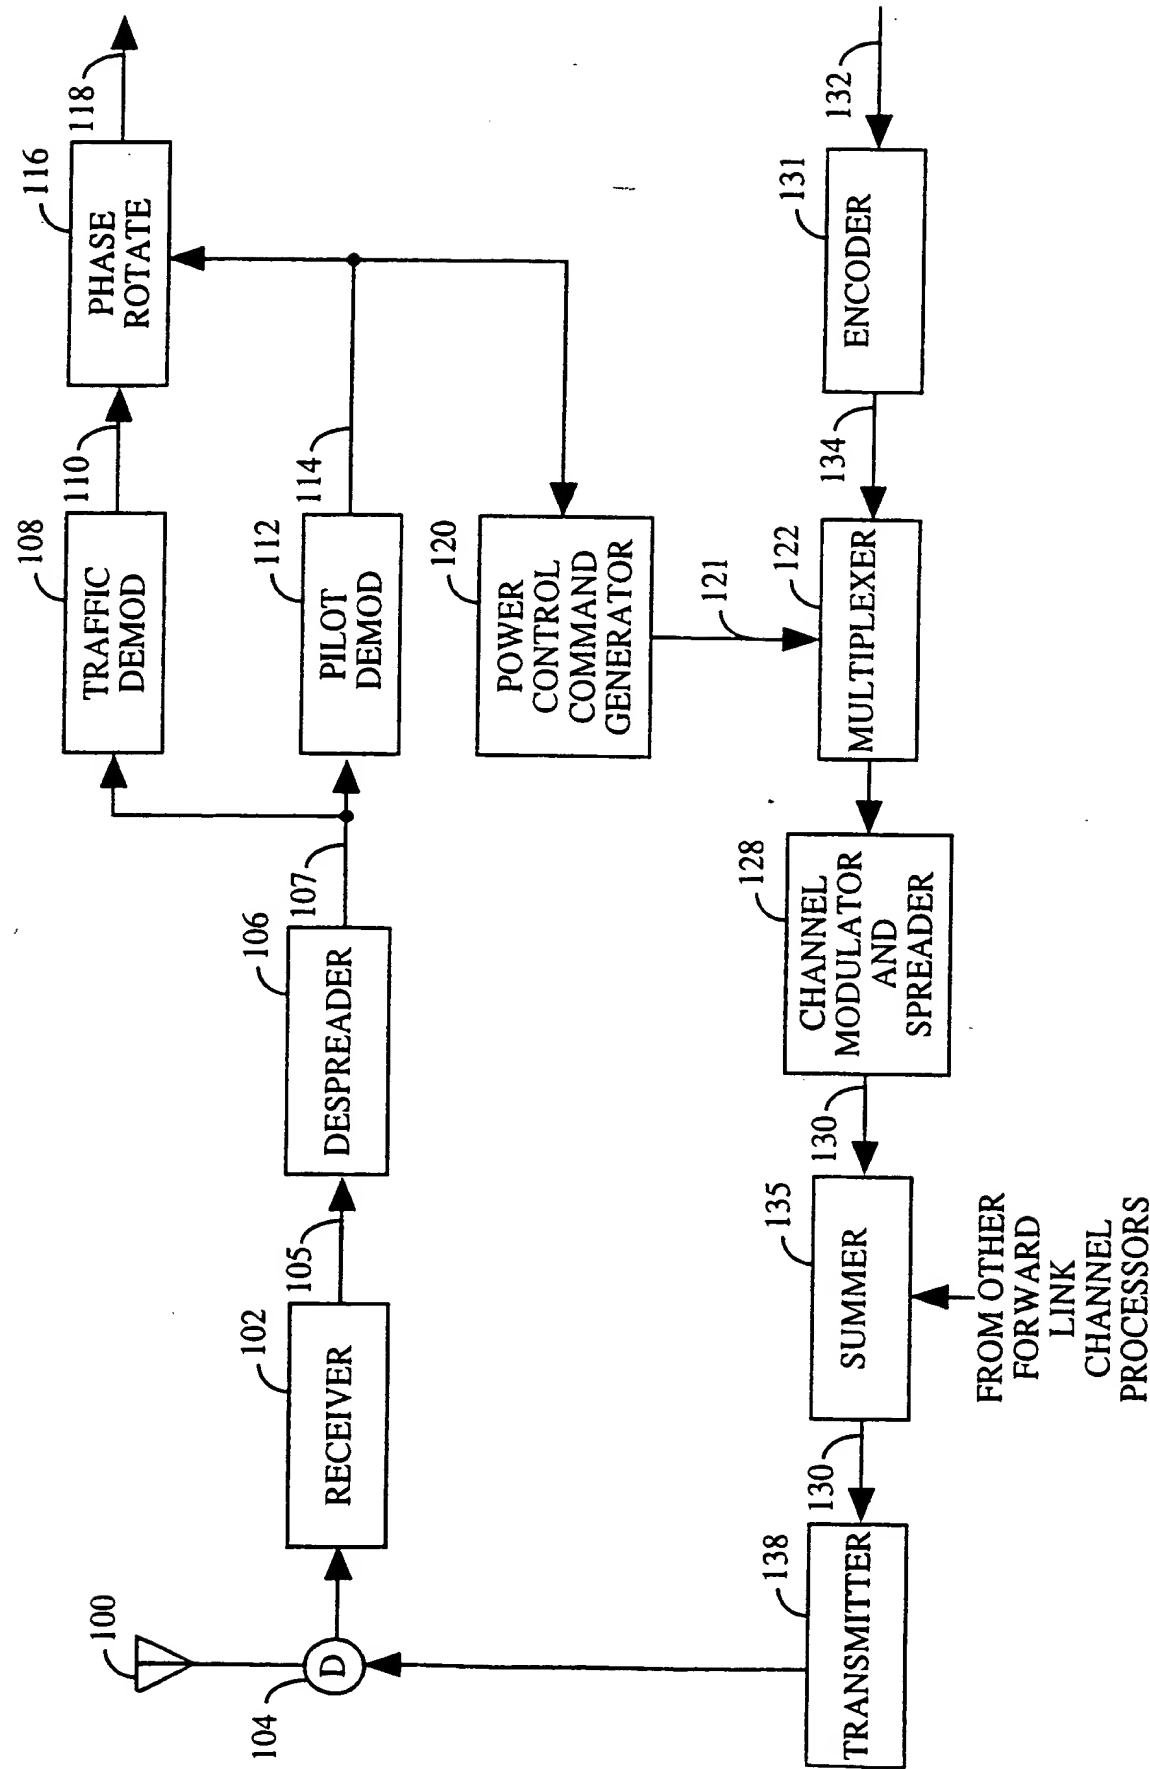 100
104
D
102
RECEIVER
105
106
DESPREADER
107
108
TRAFFIC
DEMOD
110
116
PHASE
ROTATE
118
112
PILOT
DEMOD
114
120
POWER
CONTROL
COMMAND
GENERATOR
121
138
TRANSMITTER
130
135
SUMMER
FROM OTHER
FORWARD
LINK
CHANNEL
PROCESSORS
130
128
CHANNEL
MODULATOR
AND
SPREADER
122
MULTIPLEXER
134
131
ENCODER
132